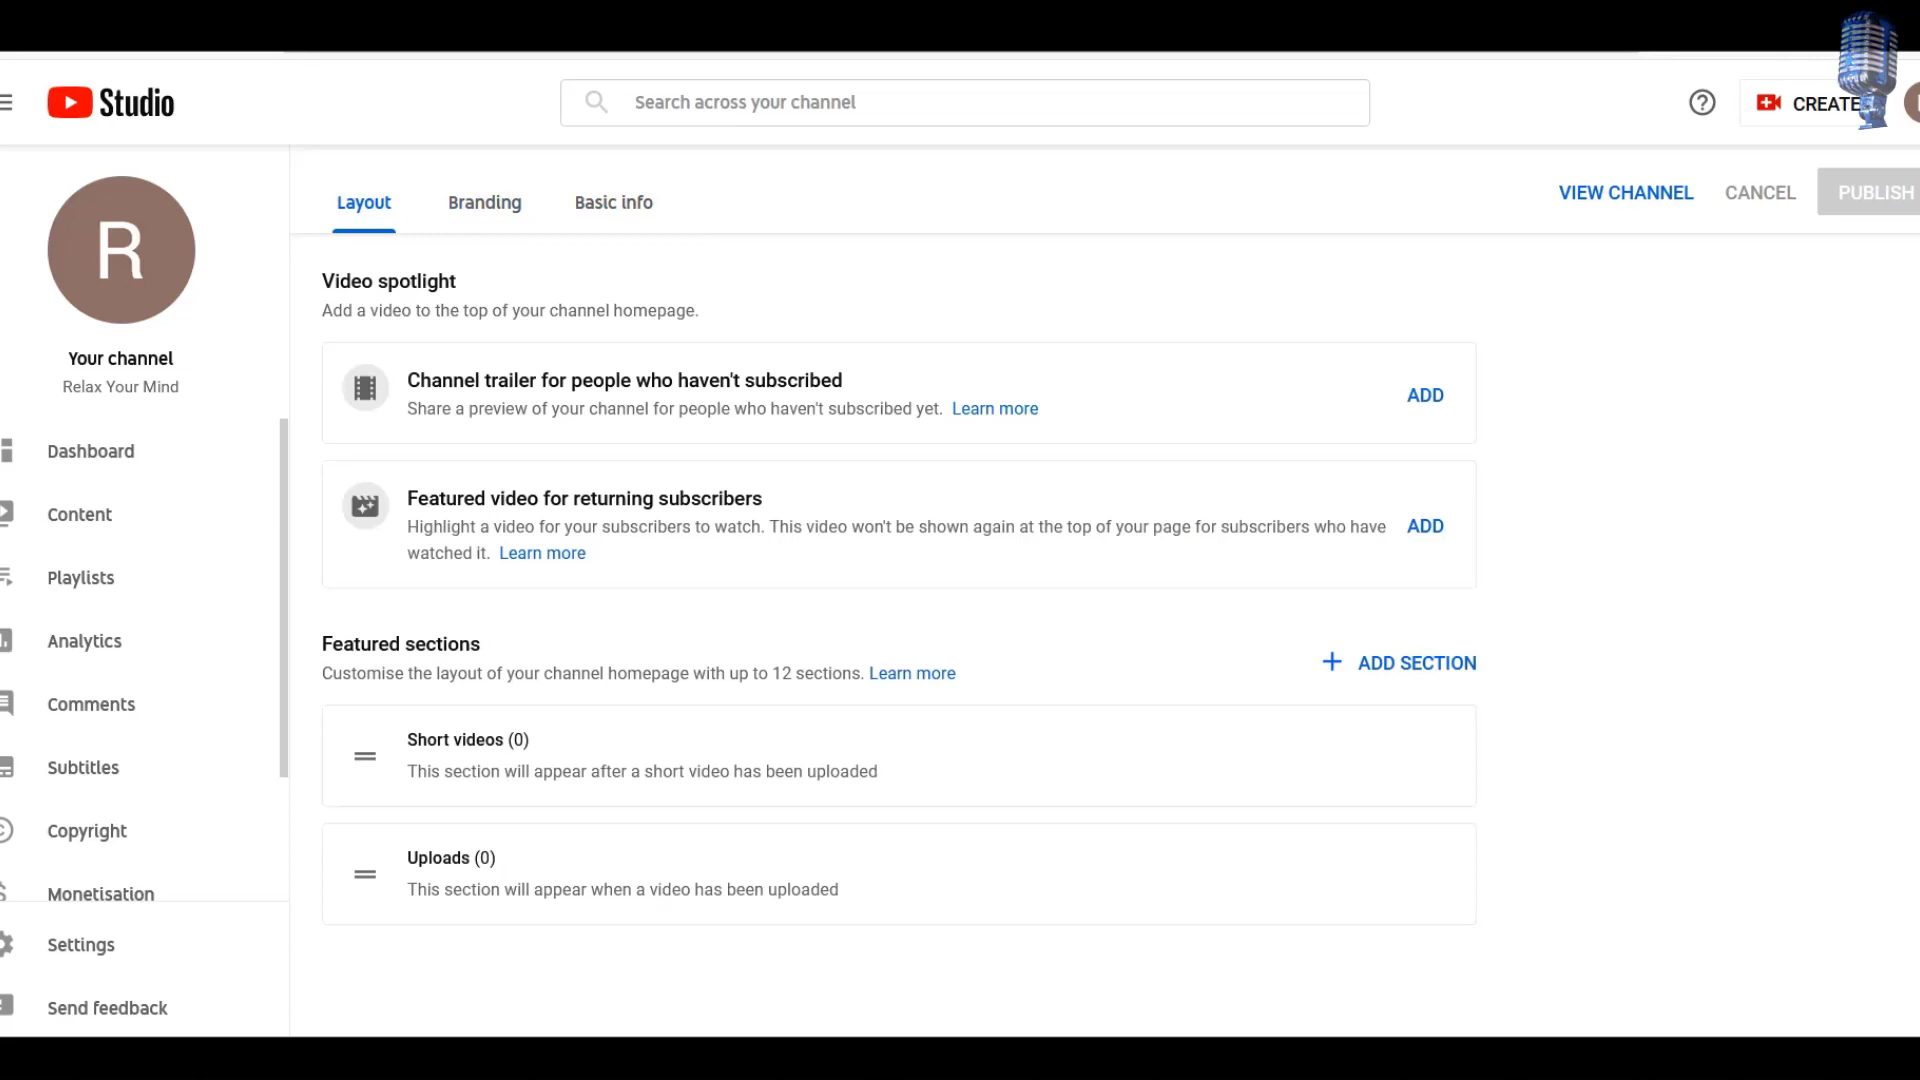 Studio
Search across your channel
CREATE
R
Your channel
Relax Your Mind
Dashboard
Content
Playlists
Analytics
Comments
Subtitles
Copyright
Monetisation
Settings
Send feedback
Layout
Branding
Basic info
VIEW CHANNEL
CANCEL
PUBLISH
Video spotlight
Add a video to the top of your channel homepage.
Channel trailer for people who haven't subscribed
Share a preview of your channel for people who haven't subscribed yet. Learn more
ADD
Featured video for returning subscribers
Highlight a video for your subscribers to watch. This video won't be shown again at the top of your page for subscribers who have
watched it. Learn more
ADD
Featured sections
Customise the layout of your channel homepage with up to 12 sections. Learn more
ADD SECTION
Short videos (0)
This section will appear after a short video has been uploaded
Uploads (0)
This section will appear when a video has been uploaded